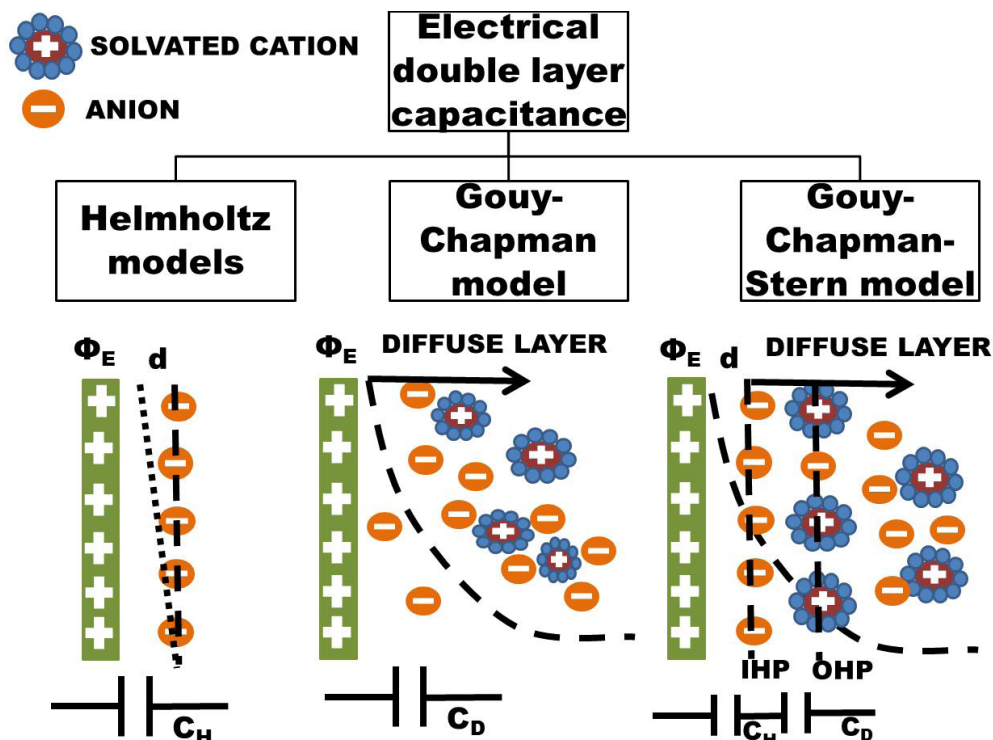 SOLVATED CATION
ANION
Electrical
double layer
capacitance
Helmholtz
models
Gouy-
Chapman
model
Gouy-
Chapman-
Stern model
ΦE
d
ΦE
DIFFUSE LAYER
ΦE
d
DIFFUSE LAYER
IHP
OHP
CH
CD
CH
CD